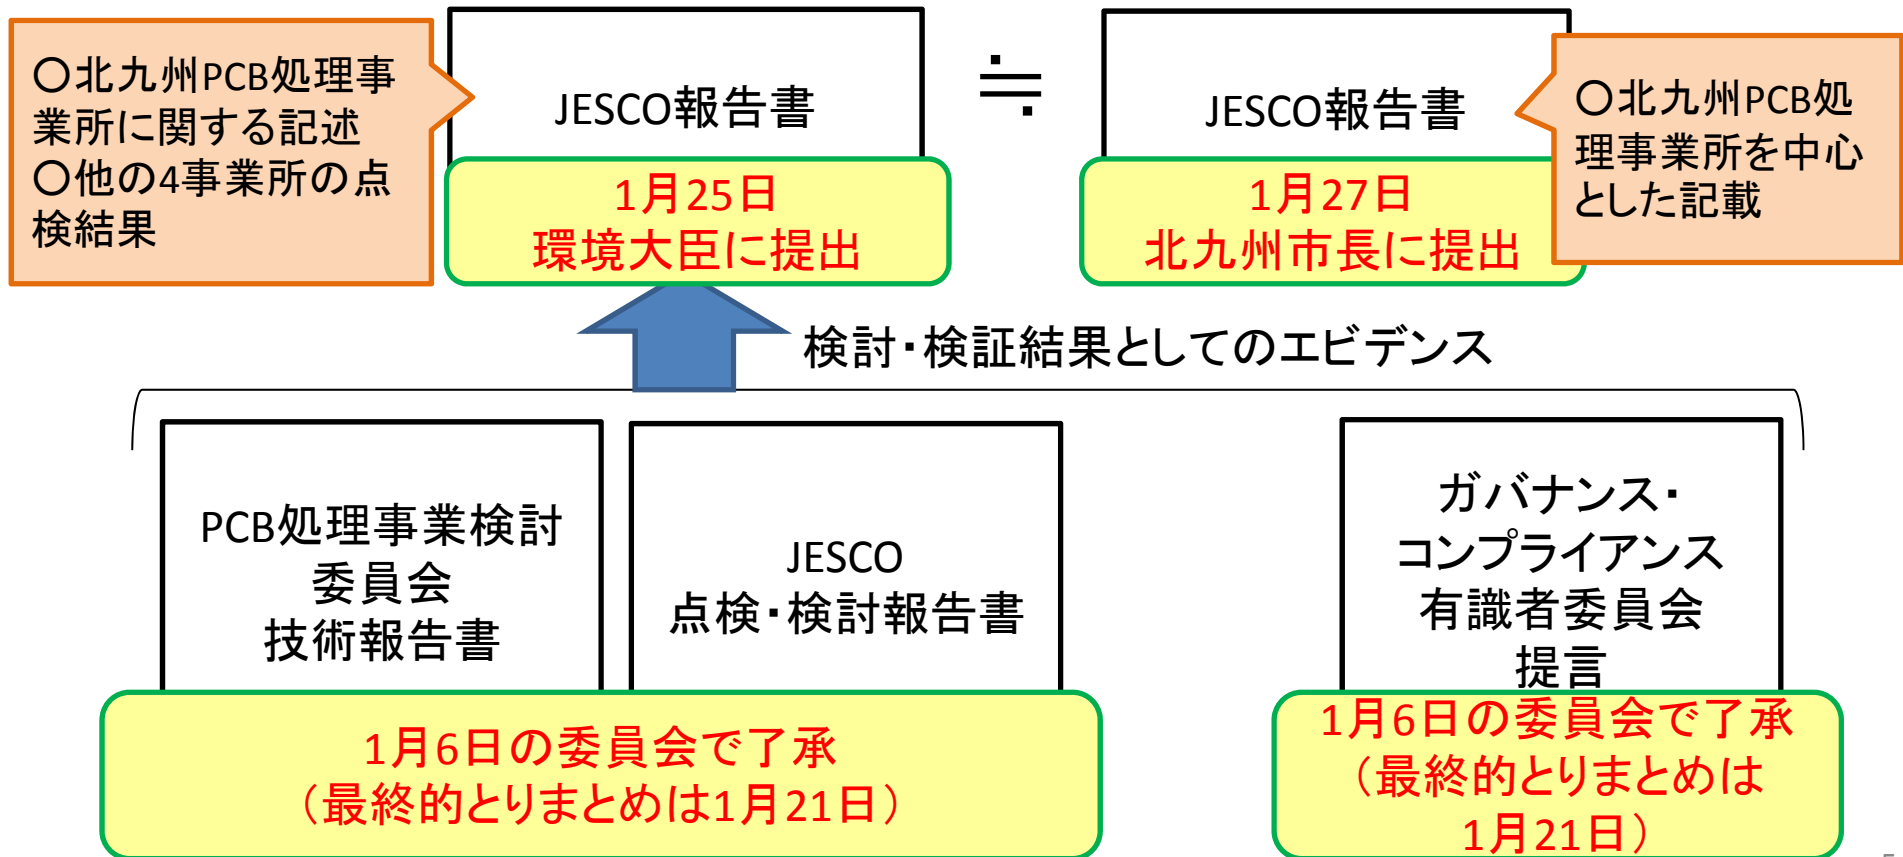 〇北九州PCB処理事
業所に関する記述
〇他の4事業所の点
検結果
JESCO報告書
1月25日
環境大臣に提出
≒
JESCO報告書
1月27日
北九州市長に提出
〇北九州PCB処
理事業所を中心
とした記載
検討・検証結果としてのエビデンス
PCB処理事業検討
委員会
技術報告書
JESCO
点検・検討報告書
1月6日の委員会で了承
（最終的とりまとめは1月21日）
ガバナンス・
コンプライアンス
有識者委員会
提言
1月6日の委員会で了承
（最終的とりまとめは
1月21日）